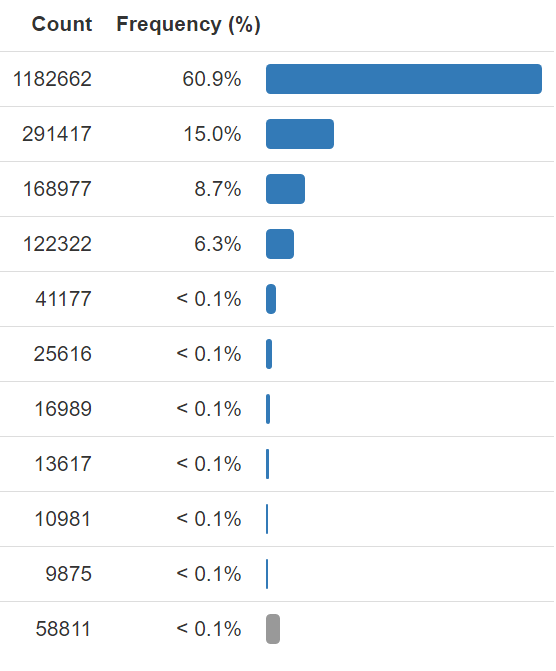 Count Frequency (%)
1182662 60.9%
291417 15.0%
168977 8.7%
122322 6.3%
41177 < 0.1%
25616 < 0.1%
16989 < 0.1%
13617 < 0.1%
10981 < 0.1%
9875 < 0.1%
58811 < 0.1%